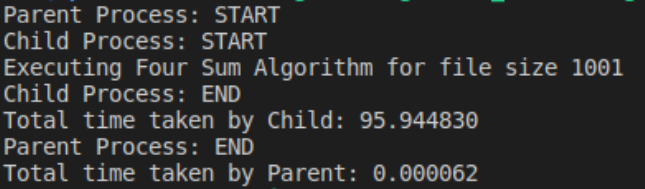 Parent Process: START
Child Process: START
Executing Four Sum Algorithm for file size 1001
Child Process: END
Total time taken by Child: 95.944830
Parent Process: END
Total time taken by Parent: 0.000062